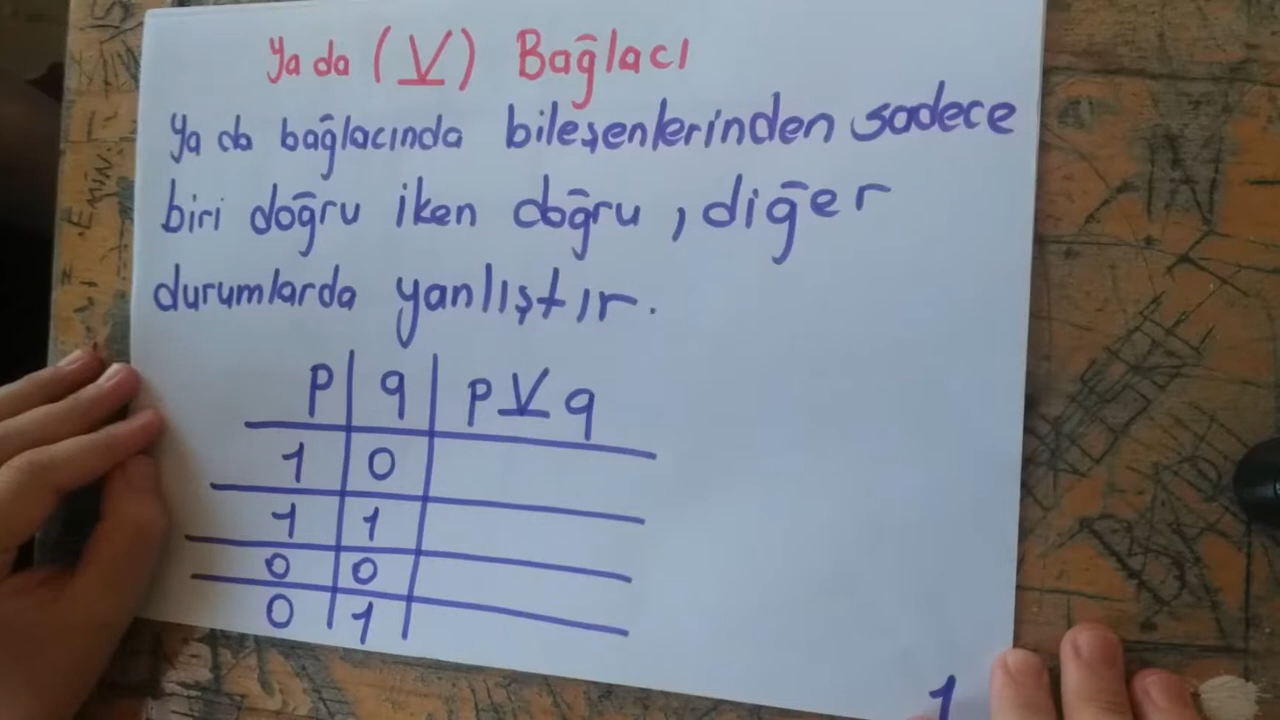 Ya da (⊻) Bağlacı
Ya da bağlacında bileşenlerinden sadece
biri doğru iken doğru, diğer
durumlarda yanlıştır.
p | q | p ⊻ q
1 | 0
1 | 1
0 | 0
0 | 1
1
Emin